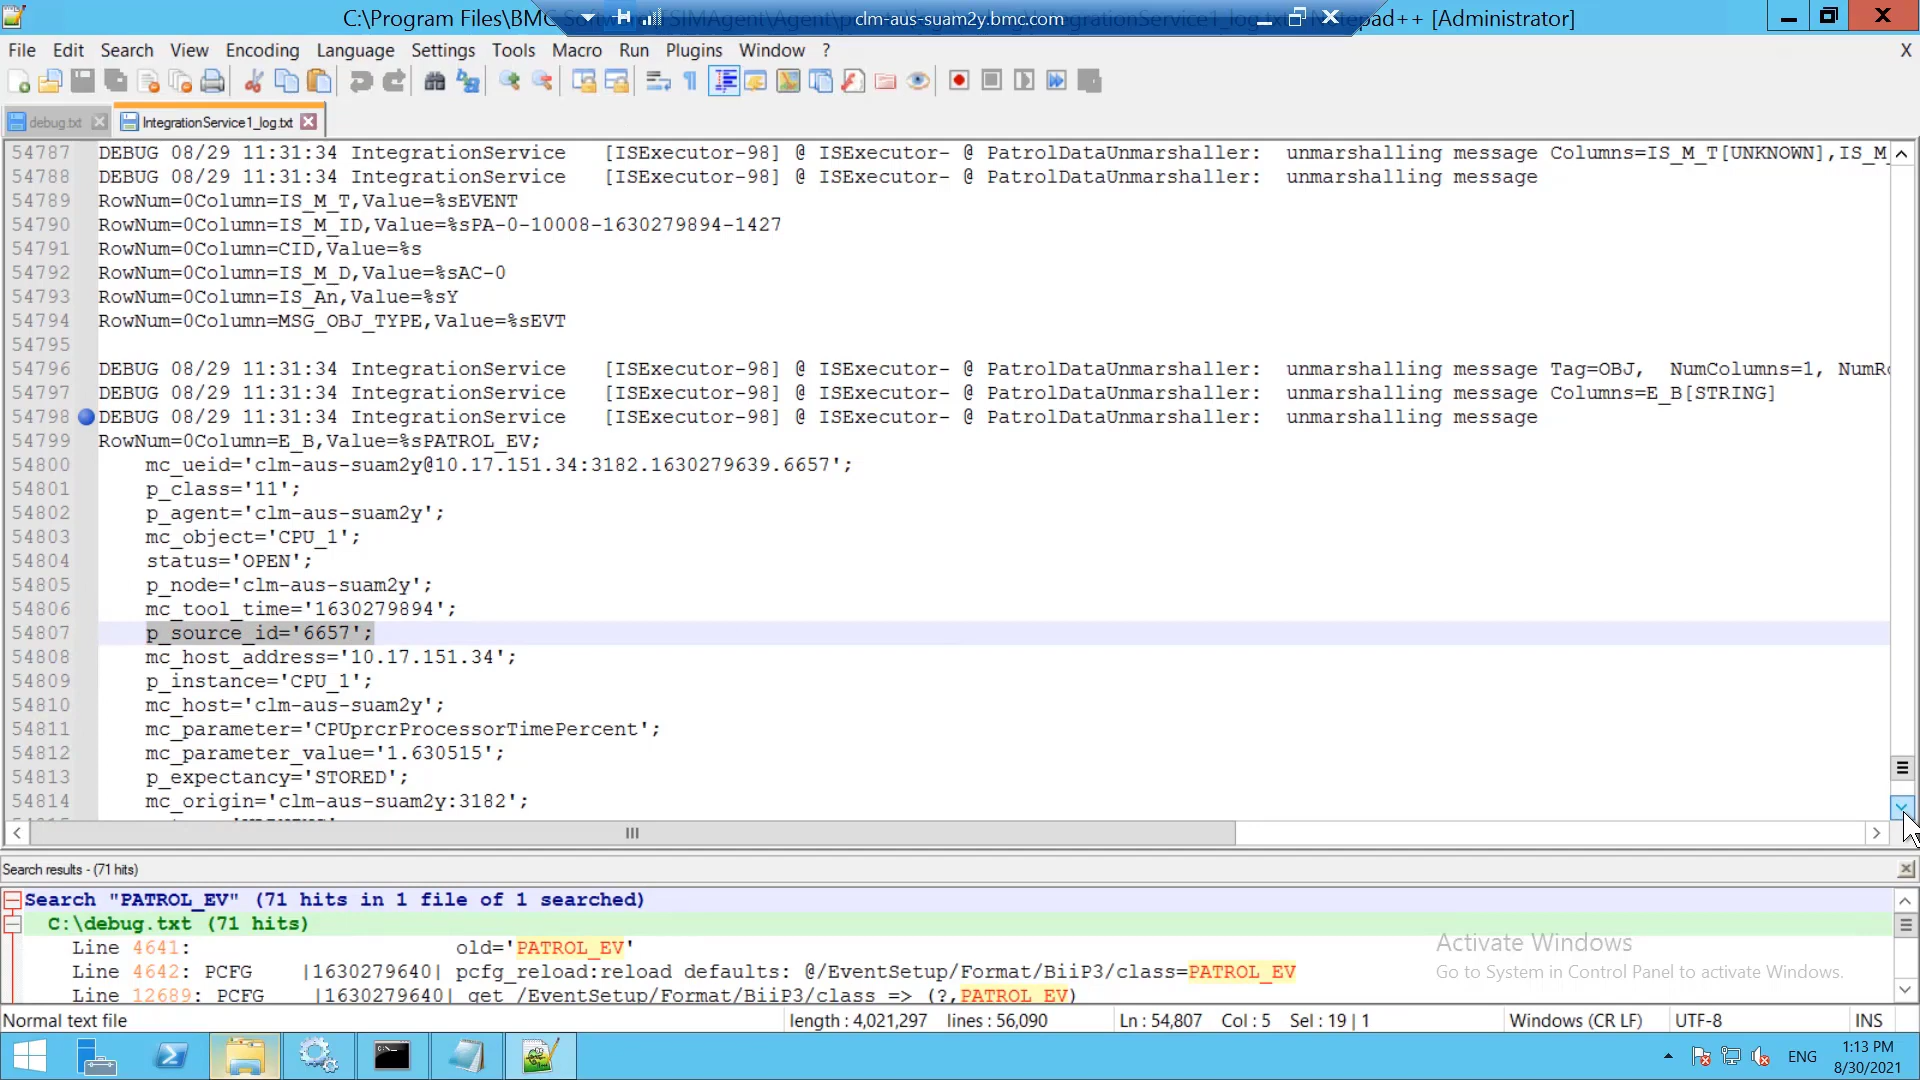 C:\Program Files\BMC
clm-aus-suam2y.bmc.com
pad++ [Administrator]
File Edit Search View Encoding Language Settings Tools Macro Run Plugins Window ?
X
debug.txt IntegrationService1_log.txt
54787 DEBUG 08/29 11:31:34 IntegrationService [ISExecutor-98] @ ISExecutor- @ PatrolDataUnmarshaller: unmarshalling message Columns=IS_M_T[UNKNOWN],IS_M_
54788 DEBUG 08/29 11:31:34 IntegrationService [ISExecutor-98] @ ISExecutor- @ PatrolDataUnmarshaller: unmarshalling message
54789 RowNum=0Column=IS_M_T,Value=%sEVENT
54790 RowNum=0Column=IS_M_ID,Value=%sPA-0-10008-1630279894-1427
54791 RowNum=0Column=CID,Value=%s
54792 RowNum=0Column=IS_M_D,Value=%sAC-0
54793 RowNum=0Column=IS_An,Value=%sY
54794 RowNum=0Column=MSG_OBJ_TYPE,Value=%sEVT
54795
54796 DEBUG 08/29 11:31:34 IntegrationService [ISExecutor-98] @ ISExecutor- @ PatrolDataUnmarshaller: unmarshalling message Tag=OBJ, NumColumns=1, NumRo
54797 DEBUG 08/29 11:31:34 IntegrationService [ISExecutor-98] @ ISExecutor- @ PatrolDataUnmarshaller: unmarshalling message Columns=E_B[STRING]
54798 DEBUG 08/29 11:31:34 IntegrationService [ISExecutor-98] @ ISExecutor- @ PatrolDataUnmarshaller: unmarshalling message
54799 RowNum=0Column=E_B,Value=%sPATROL_EV;
54800 mc_ueid='clm-aus-suam2y@10.17.151.34:3182.1630279639.6657';
54801 p_class='11';
54802 p_agent='clm-aus-suam2y';
54803 mc_object='CPU_1';
54804 status='OPEN';
54805 p_node='clm-aus-suam2y';
54806 mc_tool_time='1630279894';
54807 p_source_id='6657';
54808 mc_host_address='10.17.151.34';
54809 p_instance='CPU_1';
54810 mc_host='clm-aus-suam2y';
54811 mc_parameter='CPUprcrProcessorTimePercent';
54812 mc_parameter_value='1.630515';
54813 p_expectancy='STORED';
54814 mc_origin='clm-aus-suam2y:3182';
Search results - (71 hits)
Search "PATROL_EV" (71 hits in 1 file of 1 searched)
C:\debug.txt (71 hits)
Line 4641: old='PATROL_EV'
Line 4642: PCFG |1630279640| pcfg_reload:reload defaults: @/EventSetup/Format/BiiP3/class=PATROL_EV
Line 12689: PCFG |1630279640| get /EventSetup/Format/BiiP3/class => (?,PATROL_EV)
Activate Windows
Go to System in Control Panel to activate Windows.
Normal text file length : 4,021,297 lines : 56,090 Ln : 54,807 Col : 5 Sel : 19 | 1 Windows (CR LF) UTF-8 INS
ENG
1:13 PM
8/30/2021